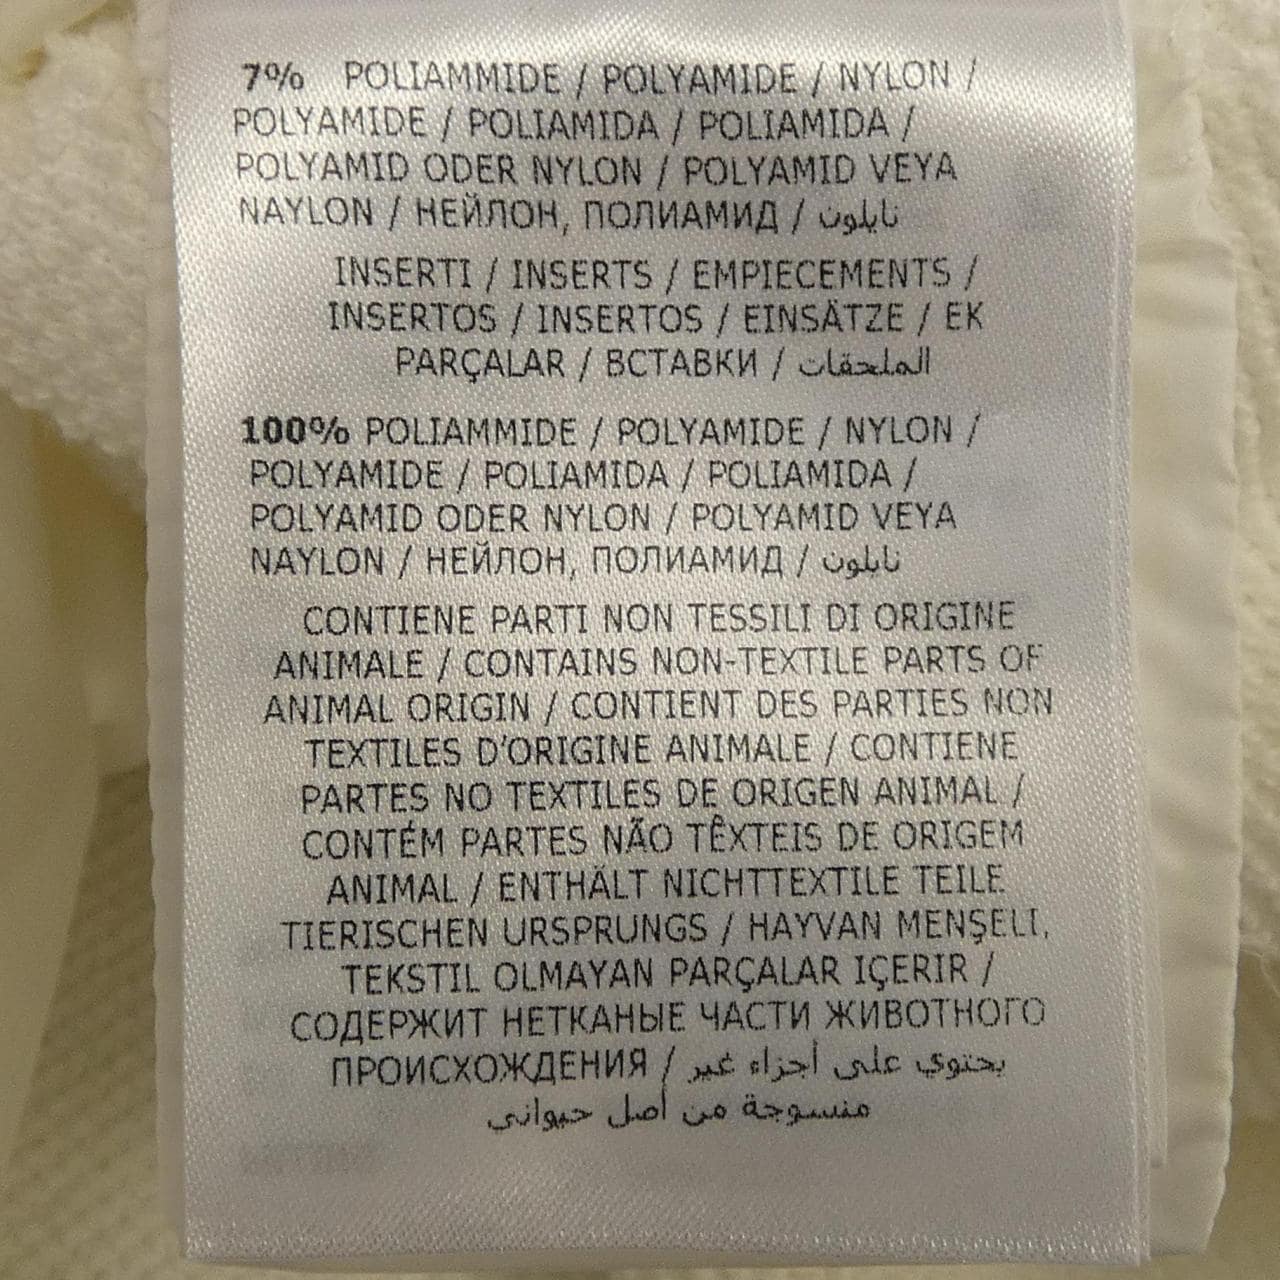 7% POLIAMMIDE / POLYAMIDE / NYLON /
POLYAMIDE / POLIAMIDA / POLIAMIDA /
POLYAMID ODER NYLON / POLYAMID VEYA
NAYLON / НЕЙЛОН, ПОЛИАМИД / نايلون
INSERTI / INSERTS / EMPIECEMENTS /
INSERTOS / INSERTOS / EINSÄTZE / EK
PARÇALAR / ВСТАВКИ / الملحقات
100% POLIAMMIDE / POLYAMIDE / NYLON /
POLYAMIDE / POLIAMIDA / POLIAMIDA /
POLYAMID ODER NYLON / POLYAMID VEYA
NAYLON / НЕЙЛОН, ПОЛИАМИД / نايلون
CONTIENE PARTI NON TESSILI DI ORIGINE
ANIMALE / CONTAINS NON-TEXTILE PARTS OF
ANIMAL ORIGIN / CONTIENT DES PARTIES NON
TEXTILES D'ORIGINE ANIMALE / CONTIENE
PARTES NO TEXTILES DE ORIGEN ANIMAL /
CONTÉM PARTES NÃO TÊXTEIS DE ORIGEM
ANIMAL / ENTHÄLT NICHTTEXTILE TEILE
TIERISCHEN URSPRUNGS / HAYVAN MENŞELI,
TEKSTIL OLMAYAN PARÇALAR IÇERIR /
СОДЕРЖИТ НЕТКАНЫЕ ЧАСТИ ЖИВОТНОГО
ПРОИСХОЖДЕНИЯ / يحتوي على أجزاء غير
منسوجة من أصل حيواني